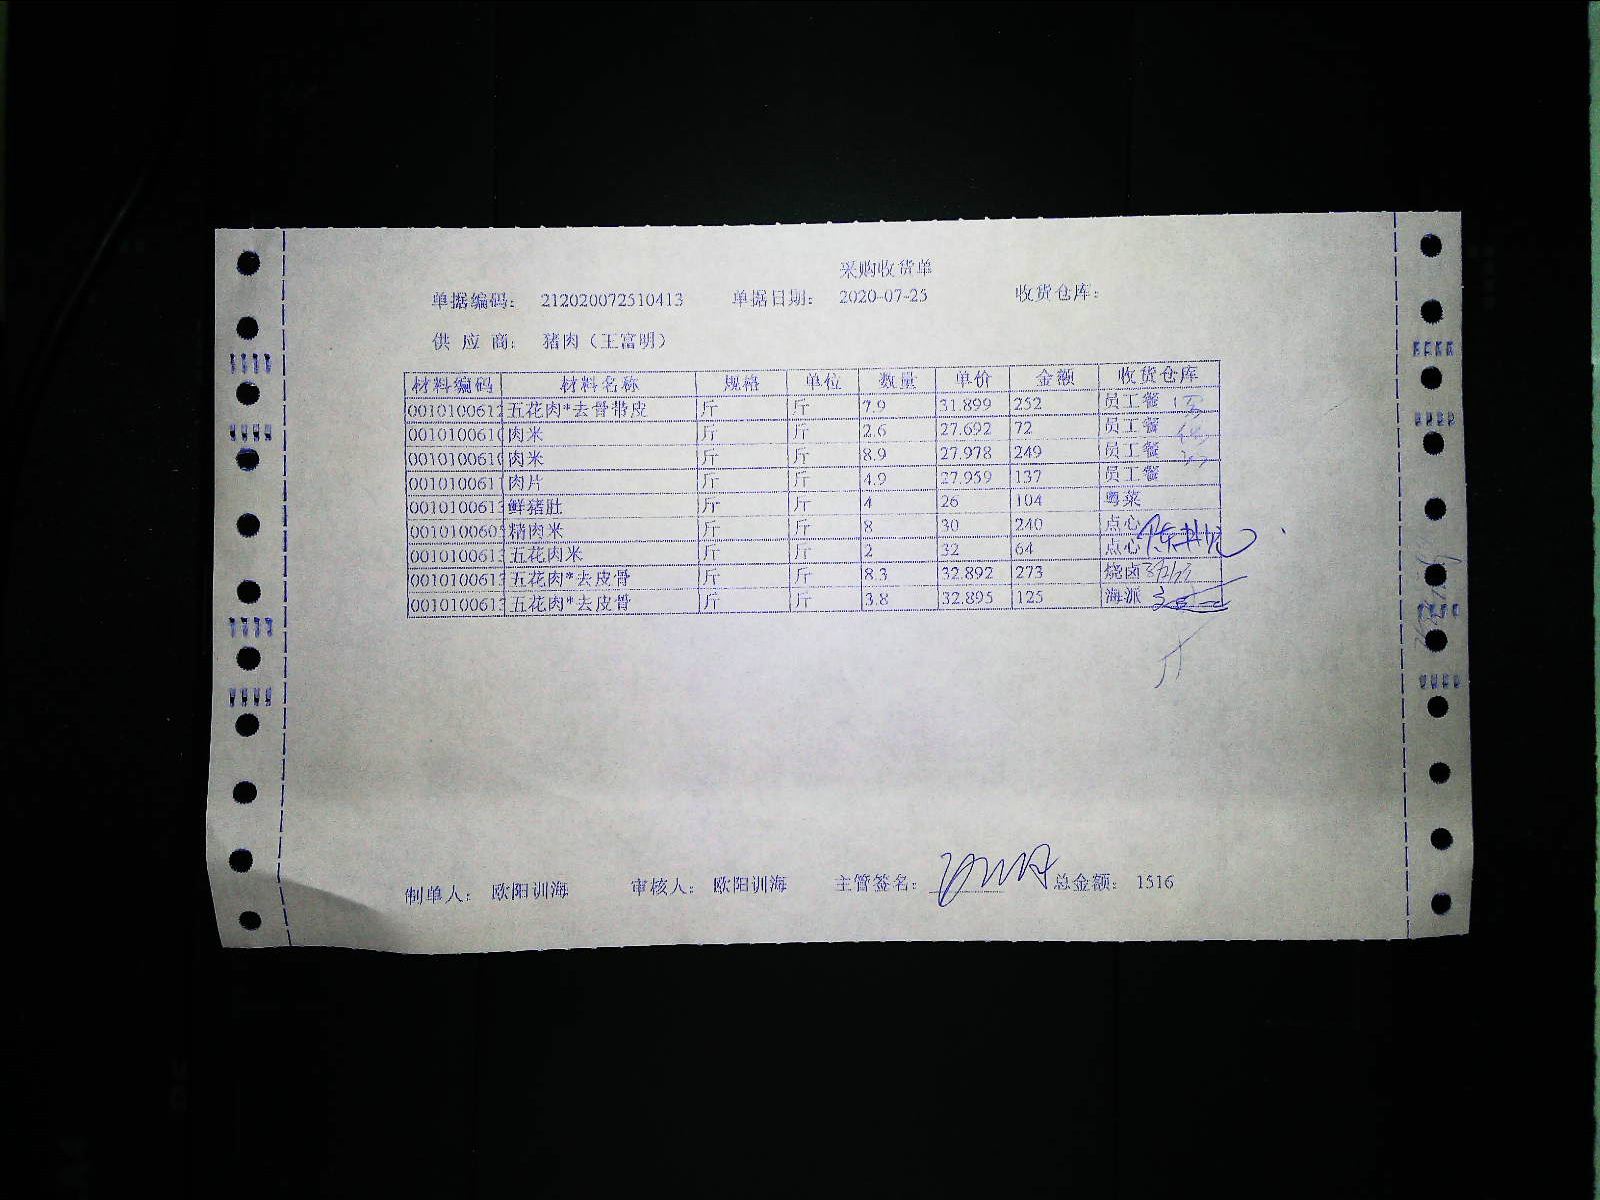 采购收货单
单据编码: 212020072510413 单据日期: 2020-07-25 收货仓库:
供应商: 猪肉（王富明）
材料编码 材料名称 规格 单位 数量 单价 金额 收货仓库
0010100612 五花肉*去骨带皮 斤 斤 7.9 31.899 252 员工餐
001010061 肉米 斤 斤 2.6 27.692 72 员工餐
001010061 肉米 斤 斤 8.9 27.978 249 员工餐
0010100611 肉片 斤 斤 4.9 27.959 137 员工餐
0010100613 鲜猪肚 斤 斤 4 26 104 粤菜
001010060 精肉米 斤 斤 8 30 240 点心
0010100613 五花肉米 斤 斤 2 32 64 点心
0010100613 五花肉*去皮骨 斤 斤 8.3 32.892 273 烧卤
0010100613 五花肉*去皮骨 斤 斤 3.8 32.895 125 海派
制单人: 欧阳训海 审核人: 欧阳训海 主管签名: 总金额: 1516